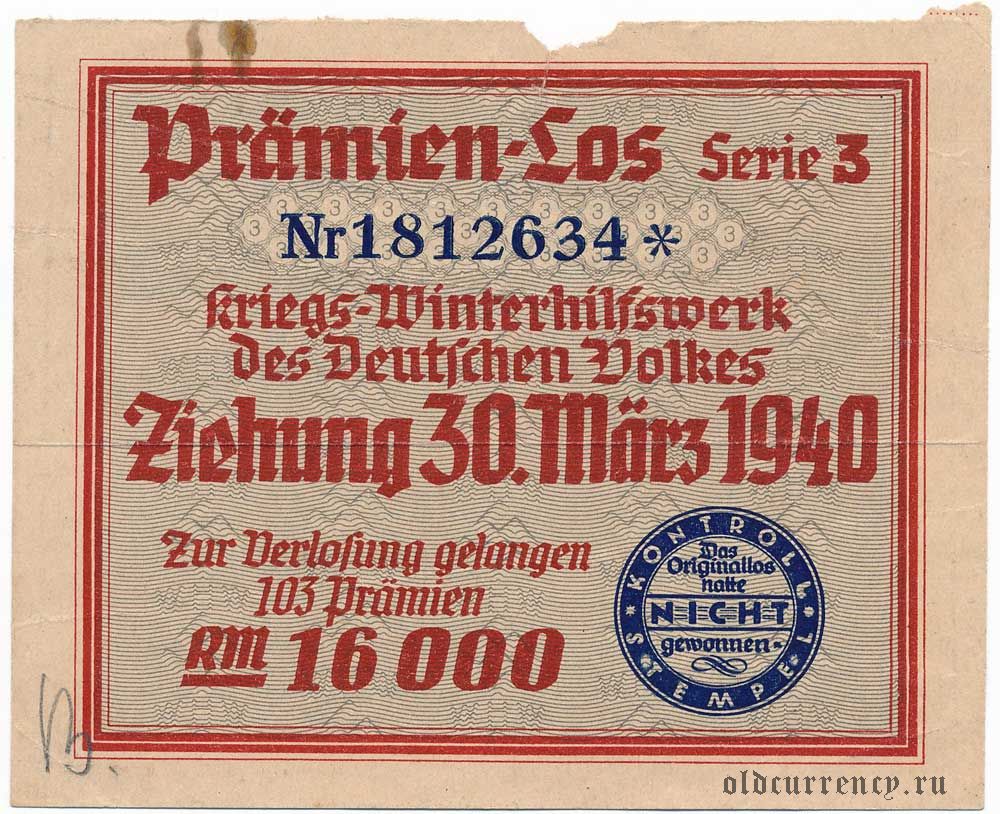 Prämien-Los Serie 3
Nr 1812634 *
Kriegs-Winterhilfswerk
des Deutschen Volkes
Ziehung 30. März 1940
Zur Verlosung gelangen
103 Prämien
RM 16 000
KONTROLL STEMPEL
Das
Originallos
hatte
NICHT
gewonnen
oldcurrency.ru